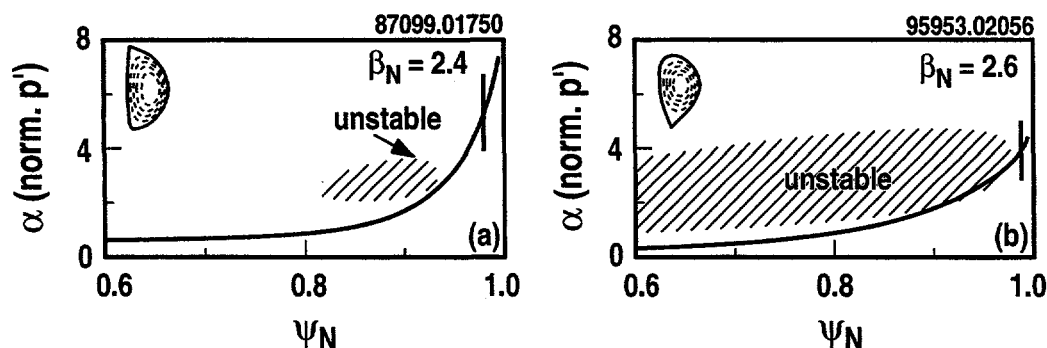 87099.01750
8
β_N = 2.4
unstable
4
α (norm. p')
0
(a)
0.6
0.8
1.0
ψ_N
95953.02056
8
β_N = 2.6
4
unstable
α (norm. p')
0
(b)
0.6
0.8
1.0
ψ_N